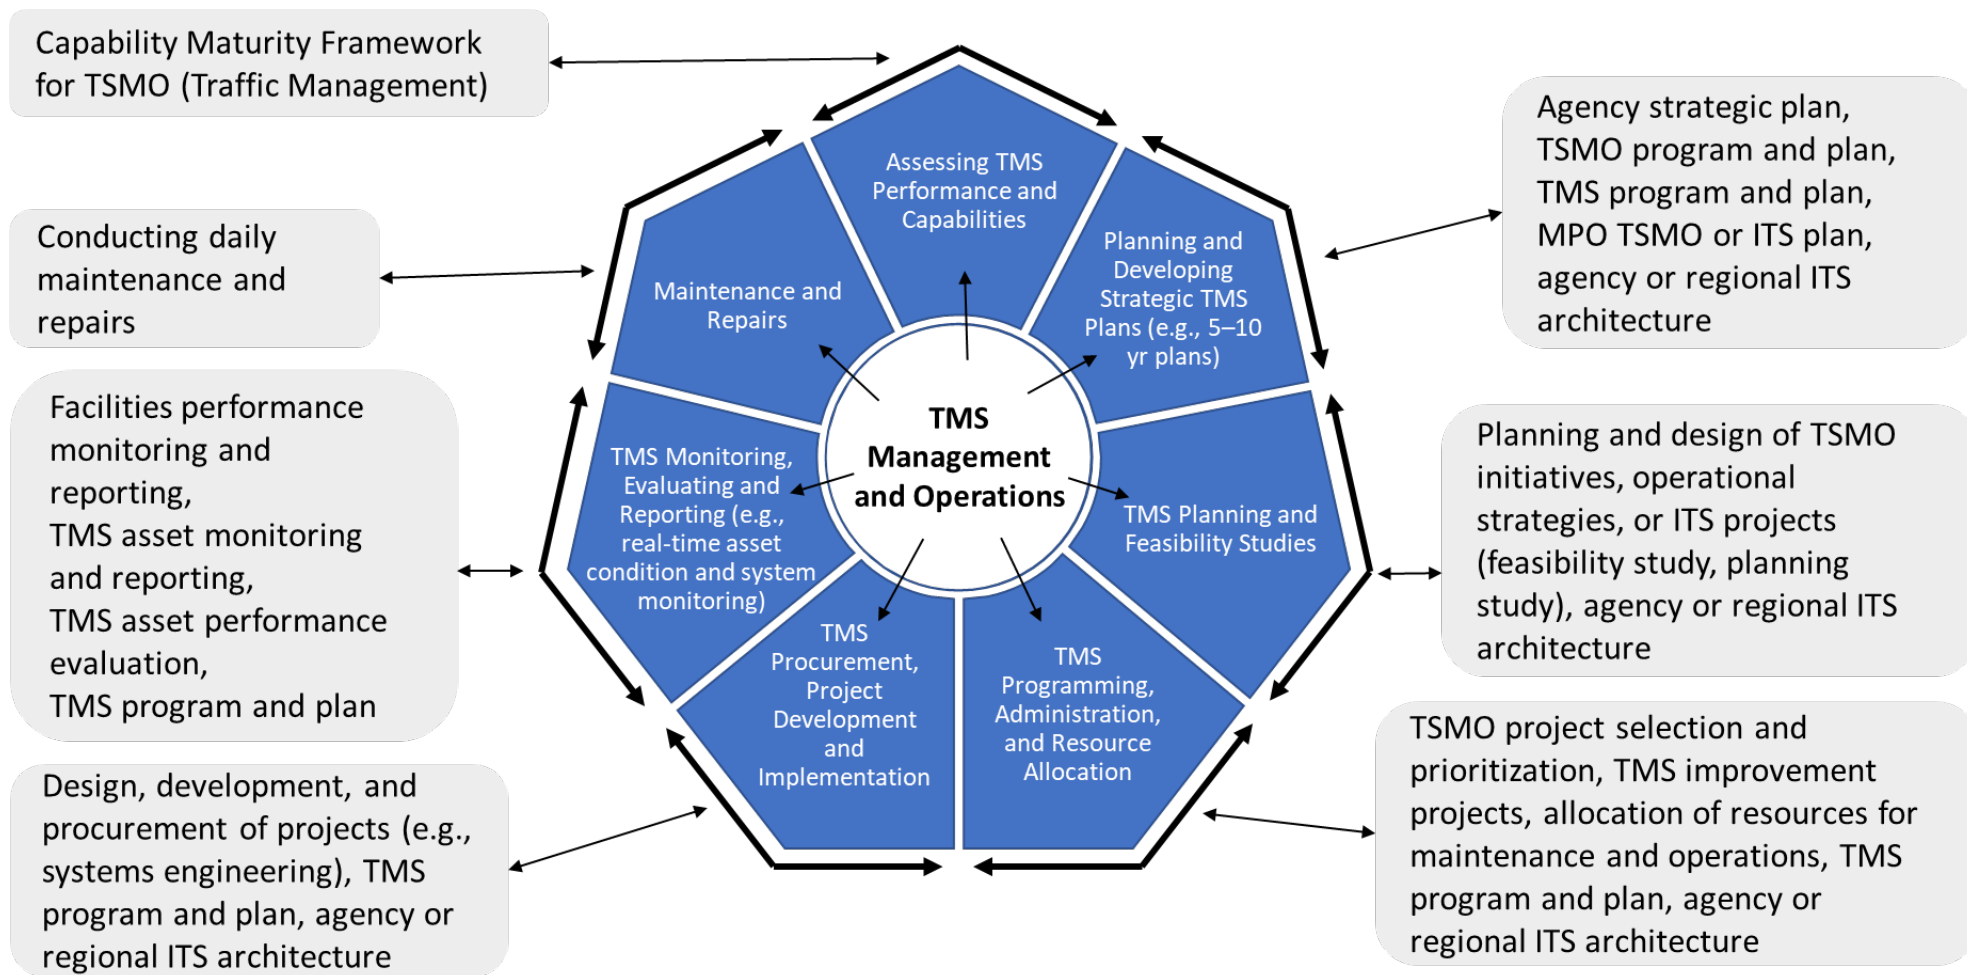 Capability Maturity Framework
for TSMO (Traffic Management)
Agency strategic plan,
TSMO program and plan,
TMS program and plan,
MPO TSMO or ITS plan,
agency or regional ITS
architecture
Assessing TMS
Performance and
Capabilities
Planning and
Developing
Strategic TMS
Plans (e.g., 5–10
yr plans)
Conducting daily
maintenance and
repairs
Maintenance and
Repairs
TMS
Management
and Operations
Facilities performance
monitoring and
reporting,
TMS asset monitoring
and reporting,
TMS asset performance
evaluation,
TMS program and plan
TMS Monitoring,
Evaluating and
Reporting (e.g.,
real-time asset
condition and system
monitoring)
TMS Planning and
Feasibility Studies
Planning and design of TSMO
initiatives, operational
strategies, or ITS projects
(feasibility study, planning
study), agency or regional ITS
architecture
TMS
Procurement,
Project
Development
and
Implementation
TMS
Programming,
Administration,
and Resource
Allocation
Design, development, and
procurement of projects (e.g.,
systems engineering), TMS
program and plan, agency or
regional ITS architecture
TSMO project selection and
prioritization, TMS improvement
projects, allocation of resources for
maintenance and operations, TMS
program and plan, agency or
regional ITS architecture